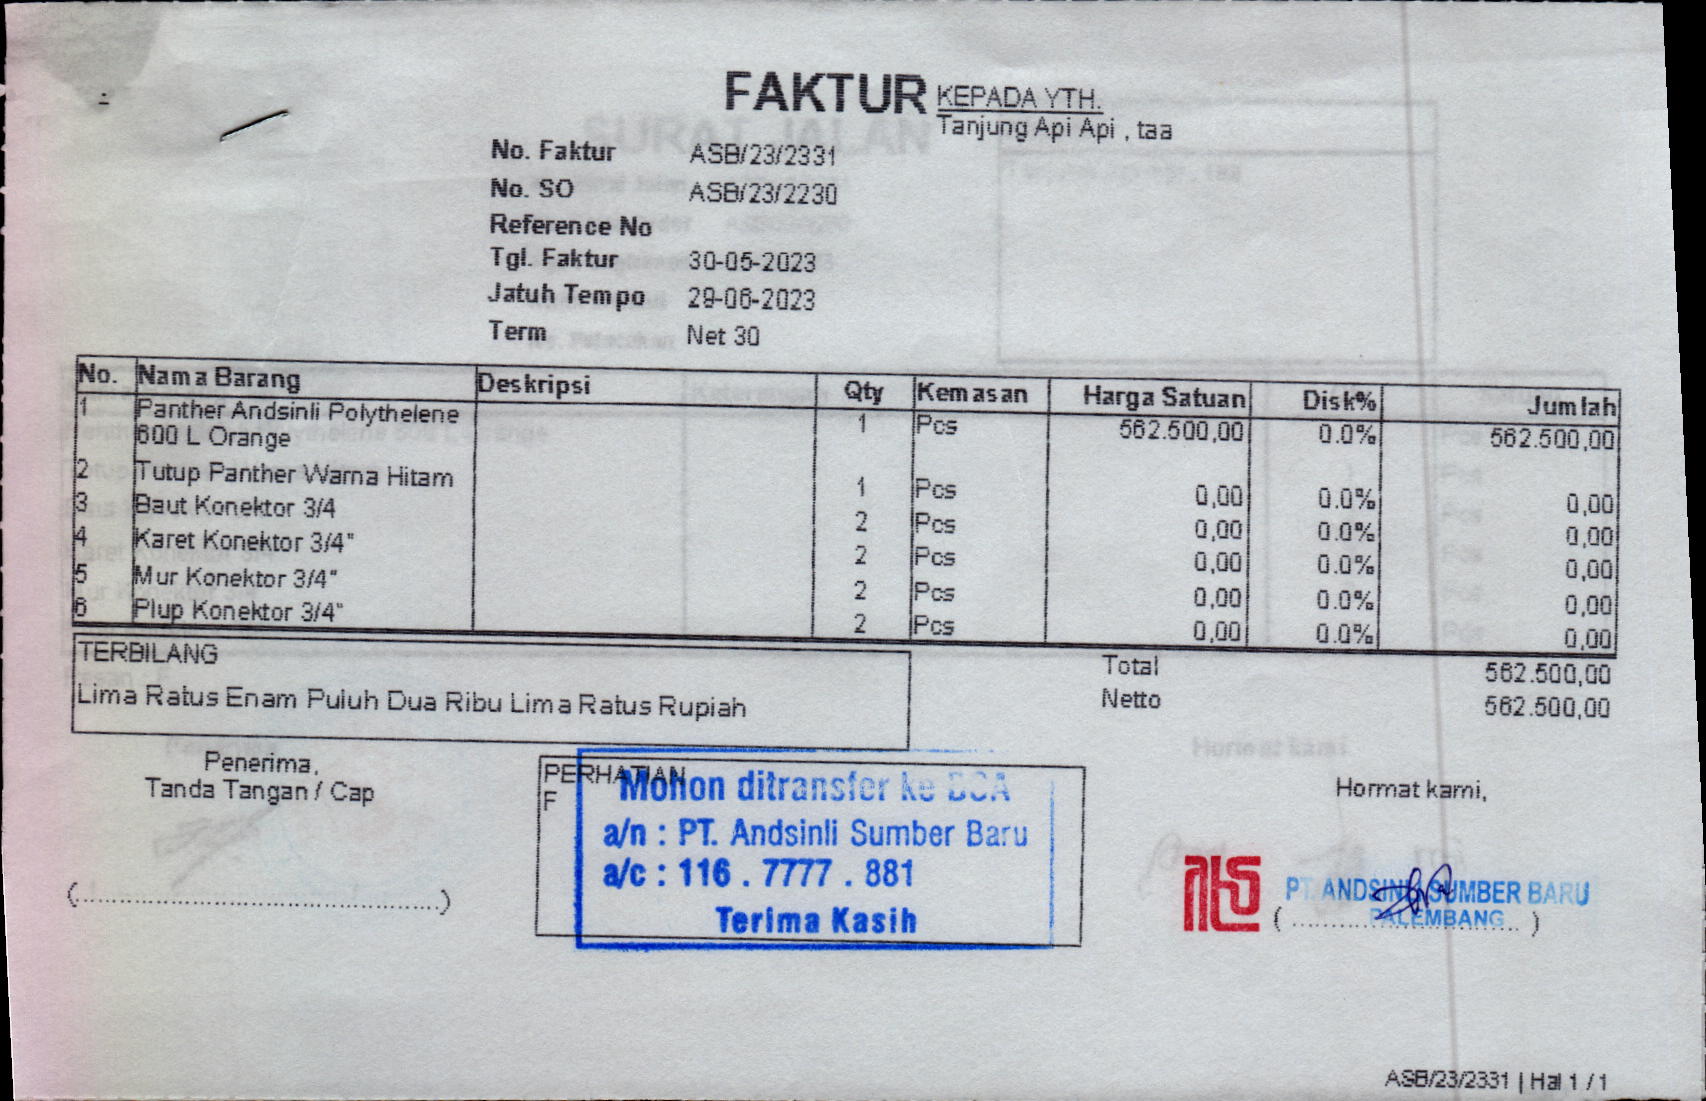 FAKTUR
KEPADA YTH.
Tanjung Api Api , taa
No. Faktur ASB/23/2331
No. SO ASB/23/2230
Reference No
Tgl. Faktur 30-05-2023
Jatuh Tempo 29-06-2023
Term Net 30
No. Nama Barang Deskripsi Qty Kemasan Harga Satuan Disk% Jumlah
1 Panther Andsinli Polythelene 1 Pcs 562.500,00 0.0% 562.500,00
600 L Orange
2 Tutup Panther Warna Hitam 1 Pcs 0,00 0.0% 0,00
3 Baut Konektor 3/4 2 Pcs 0,00 0.0% 0,00
4 Karet Konektor 3/4" 2 Pcs 0,00 0.0% 0,00
5 Mur Konektor 3/4" 2 Pcs 0,00 0.0% 0,00
6 Plup Konektor 3/4" 2 Pcs 0,00 0.0% 0,00
TERBILANG
Lima Ratus Enam Puluh Dua Ribu Lima Ratus Rupiah
Total 562.500,00
Netto 562.500,00
Penerima,
Tanda Tangan / Cap
(....................................................)
PERHATIAN
F
Mohon ditransfer ke BCA
a/n : PT. Andsinli Sumber Baru
a/c : 116 . 7777 . 881
Terima Kasih
Hormat kami,
PT. ANDSINLI SUMBER BARU
PALEMBANG
(....................................)
ASB/23/2331 | Hal 1 / 1